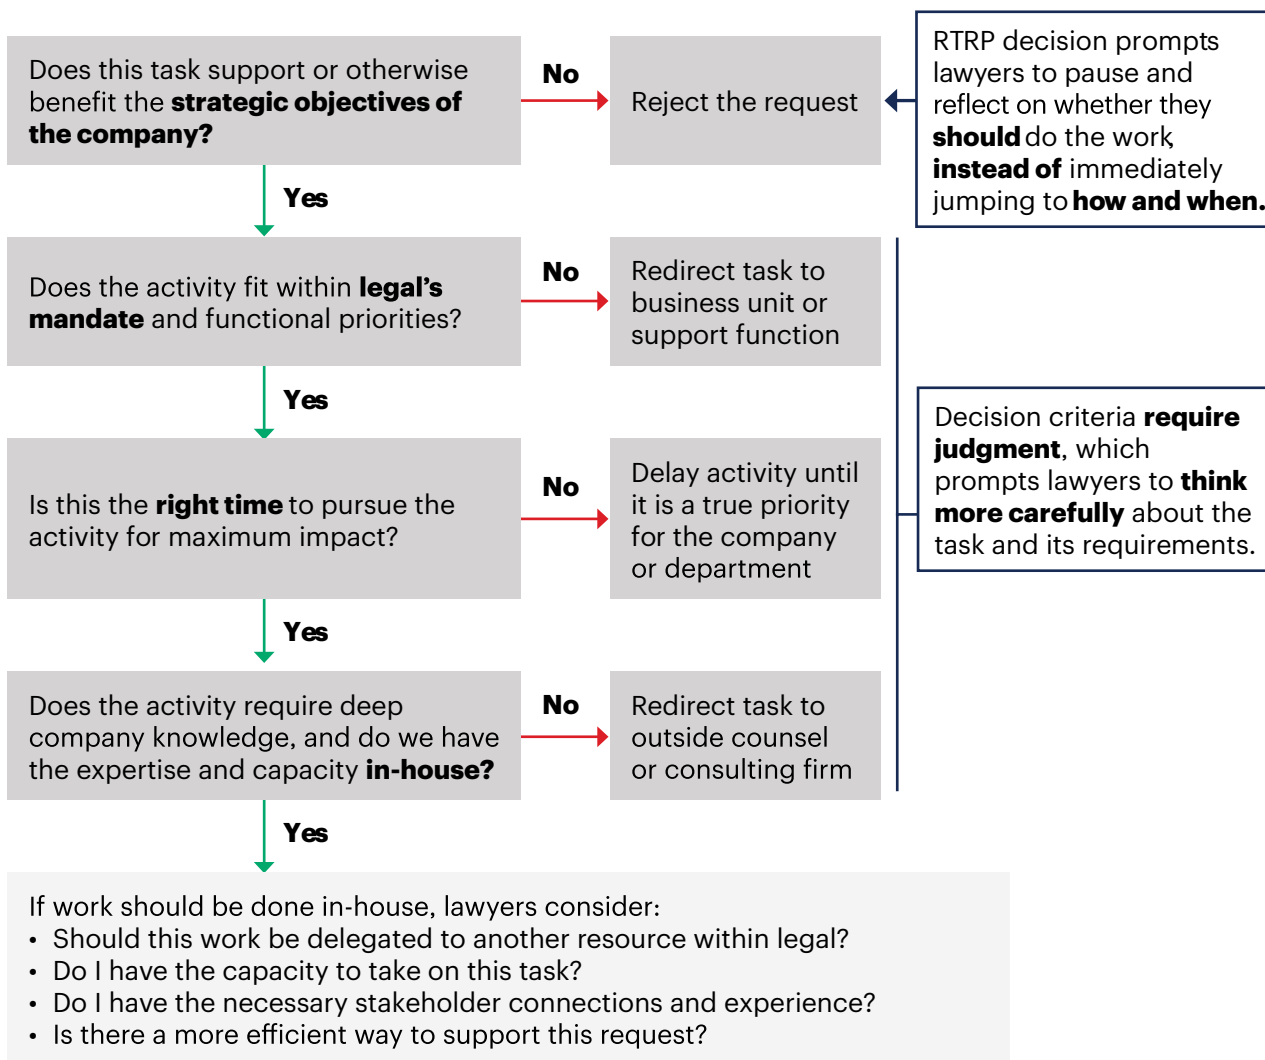 Does this task support or otherwise
benefit the strategic objectives of
the company?
No
Reject the request
RTRP decision prompts
lawyers to pause and
reflect on whether they
should do the work,
instead of immediately
jumping to how and when.
Yes
Does the activity fit within legal’s
mandate and functional priorities?
No
Redirect task to
business unit or
support function
Yes
Is this the right time to pursue the
activity for maximum impact?
No
Delay activity until
it is a true priority
for the company
or department
Decision criteria require
judgment, which
prompts lawyers to think
more carefully about the
task and its requirements.
Yes
Does the activity require deep
company knowledge, and do we have
the expertise and capacity in-house?
No
Redirect task to
outside counsel
or consulting firm
Yes
If work should be done in-house, lawyers consider:
• Should this work be delegated to another resource within legal?
• Do I have the capacity to take on this task?
• Do I have the necessary stakeholder connections and experience?
• Is there a more efficient way to support this request?